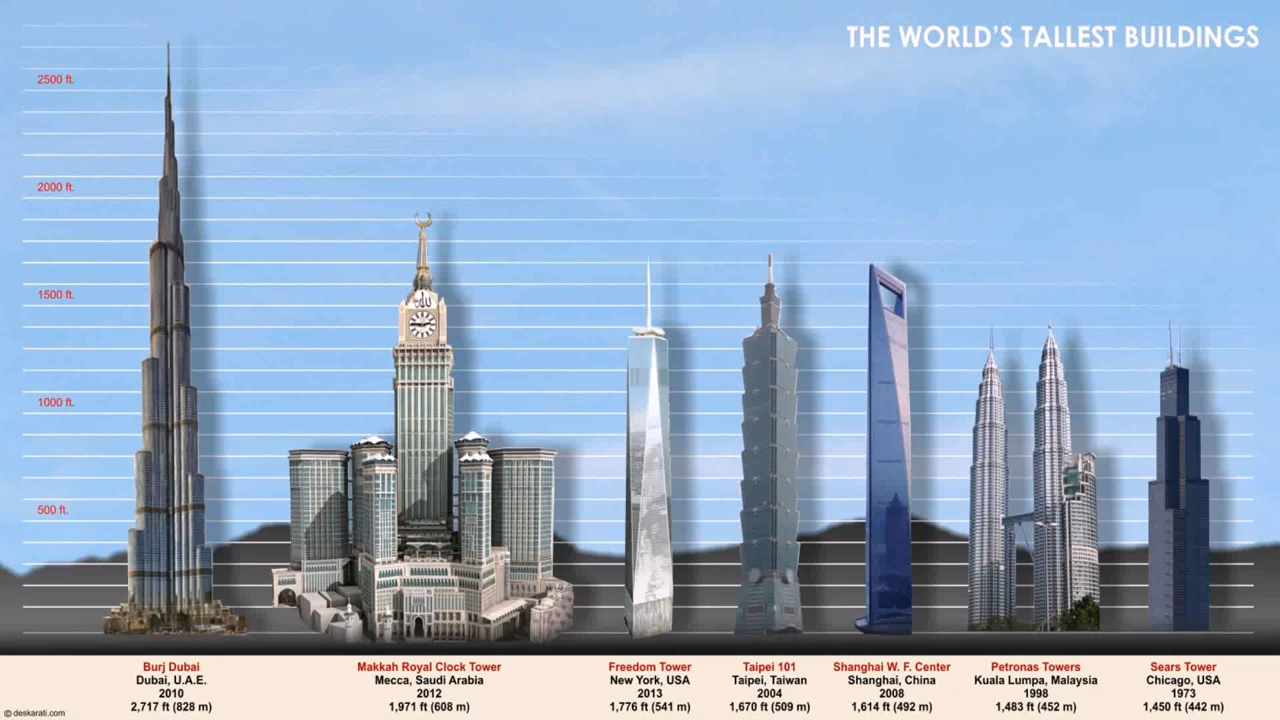 THE WORLD'S TALLEST BUILDINGS
2500 ft.
2000 ft.
1500 ft.
1000 ft.
500 ft.
Burj Dubai
Dubai, U.A.E.
2010
2,717 ft (828 m)
Makkah Royal Clock Tower
Mecca, Saudi Arabia
2012
1,971 ft (608 m)
Freedom Tower
New York, USA
2013
1,776 ft (541 m)
Taipei 101
Taipei, Taiwan
2004
1,670 ft (509 m)
Shanghai W. F. Center
Shanghai, China
2008
1,614 ft (492 m)
Petronas Towers
Kuala Lumpa, Malaysia
1998
1,483 ft (452 m)
Sears Tower
Chicago, USA
1973
1,450 ft (442 m)
© deskarati.com